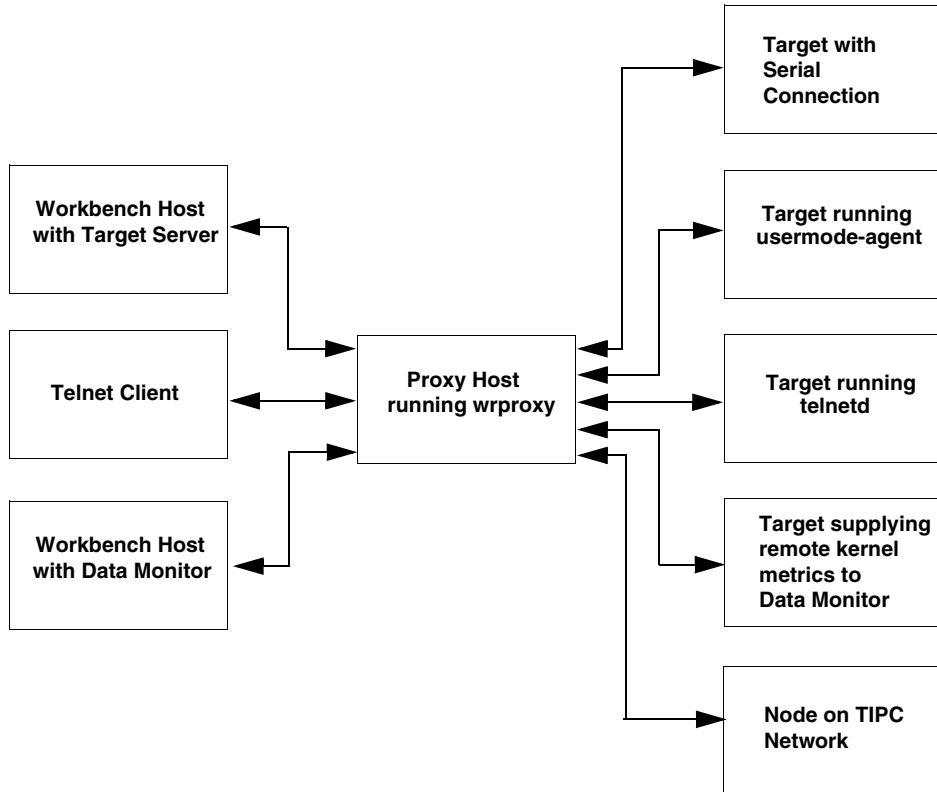 Workbench Host
with Target Server
Telnet Client
Workbench Host
with Data Monitor
Proxy Host
running wrproxy
Target with
Serial
Connection
Target running
usermode-agent
Target running
telnetd
Target supplying
remote kernel
metrics to
Data Monitor
Node on TIPC
Network